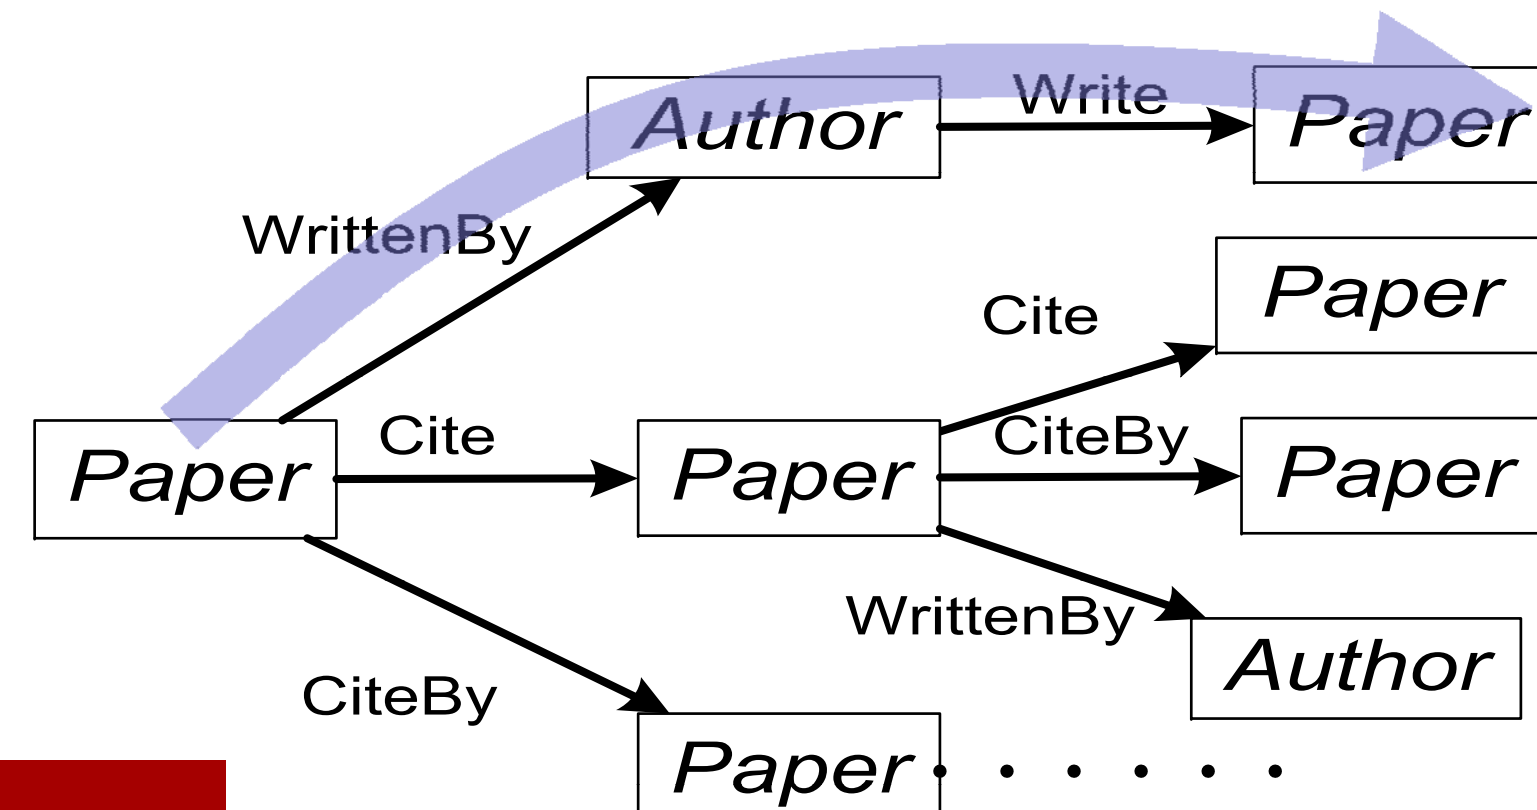 Write
Author
Paper
WrittenBy
Paper
Cite
Cite
CiteBy
Paper
Paper
Paper
WrittenBy
Author
CiteBy
Paper